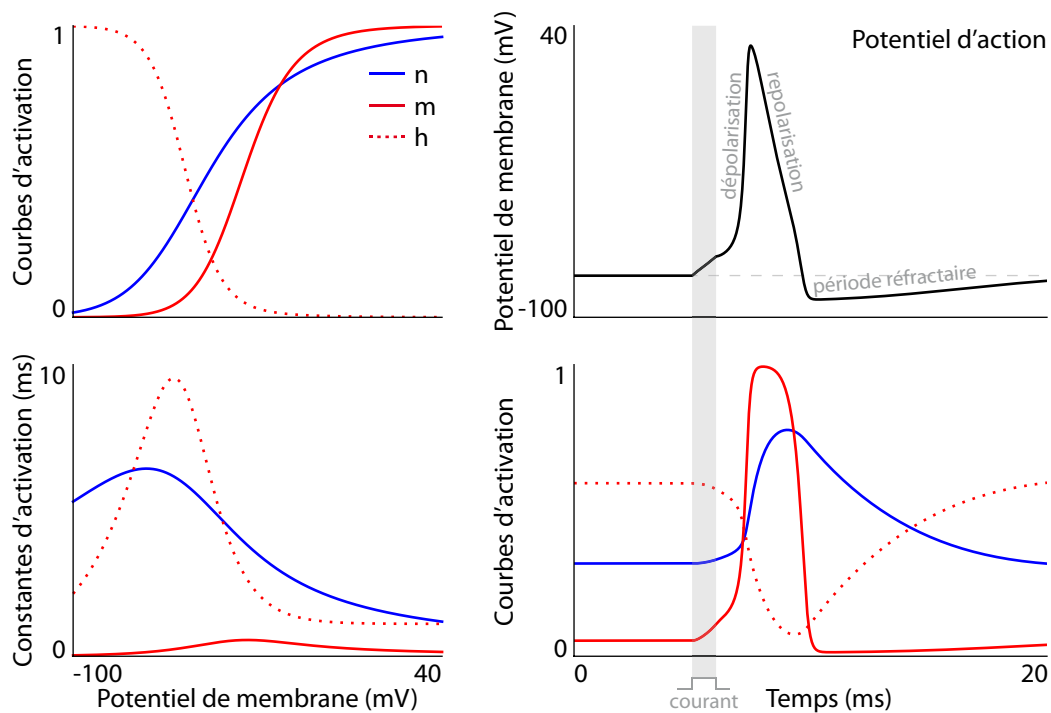 1
Courbes d'activation
n
m
h
0
40
Potentiel de membrane (mV)
Potentiel d'action
dépolarisation
repolarisation
période réfractaire
-100
10
Constantes d'activation (ms)
0
-100
40
Potentiel de membrane (mV)
1
Courbes d'activation
0
0
20
courant
Temps (ms)